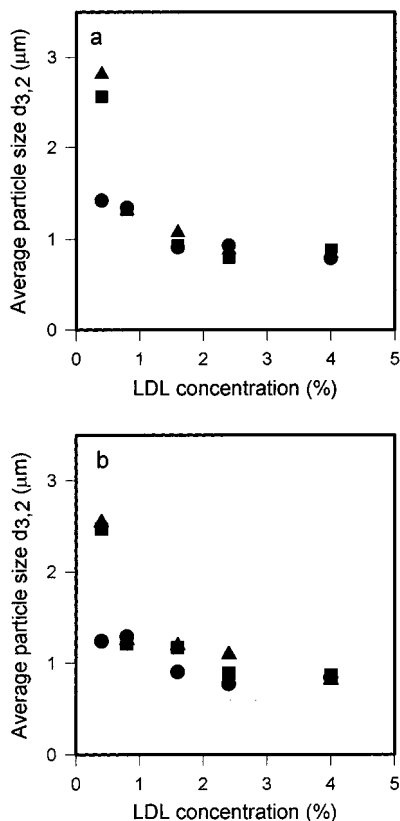 a
Average particle size d3,2 (µm)
3
2
1
0
0 1 2 3 4 5
LDL concentration (%)
b
Average particle size d3,2 (µm)
3
2
1
0
0 1 2 3 4 5
LDL concentration (%)